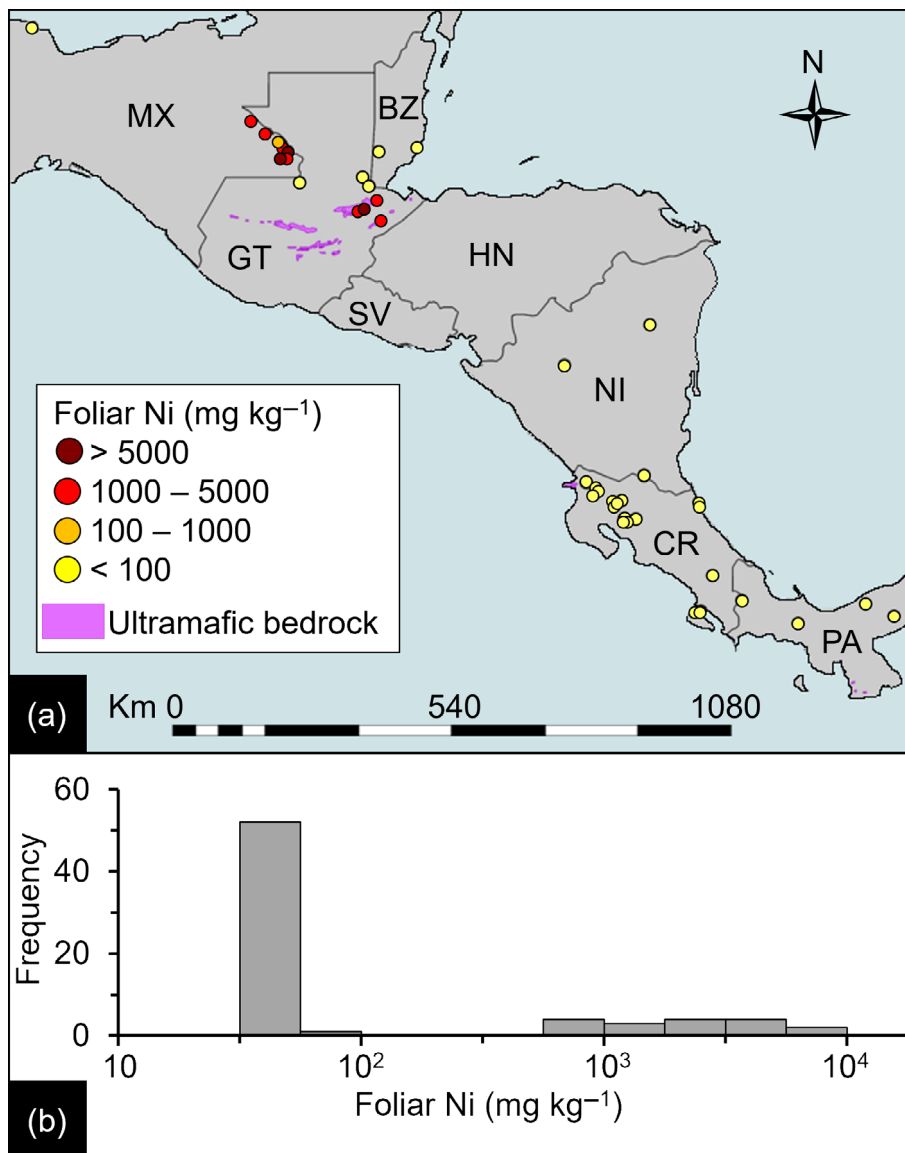 N
MX
BZ
GT
HN
SV
NI
CR
PA
Foliar Ni (mg kg⁻¹)
> 5000
1000 – 5000
100 – 1000
< 100
Ultramafic bedrock
(a)
Km 0 540 1080
60
40
20
0
Frequency
10 10² 10³ 10⁴
Foliar Ni (mg kg⁻¹)
(b)